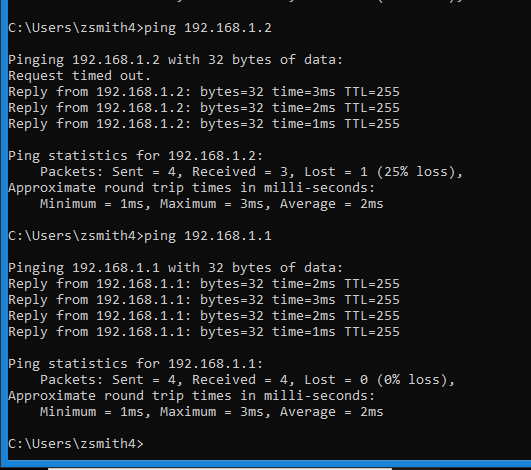 C:\Users\zsmith4>ping 192.168.1.2
Pinging 192.168.1.2 with 32 bytes of data:
Request timed out.
Reply from 192.168.1.2: bytes=32 time=3ms TTL=255
Reply from 192.168.1.2: bytes=32 time=2ms TTL=255
Reply from 192.168.1.2: bytes=32 time=1ms TTL=255
Ping statistics for 192.168.1.2:
    Packets: Sent = 4, Received = 3, Lost = 1 (25% loss),
Approximate round trip times in milli-seconds:
    Minimum = 1ms, Maximum = 3ms, Average = 2ms
C:\Users\zsmith4>ping 192.168.1.1
Pinging 192.168.1.1 with 32 bytes of data:
Reply from 192.168.1.1: bytes=32 time=2ms TTL=255
Reply from 192.168.1.1: bytes=32 time=3ms TTL=255
Reply from 192.168.1.1: bytes=32 time=2ms TTL=255
Reply from 192.168.1.1: bytes=32 time=1ms TTL=255
Ping statistics for 192.168.1.1:
    Packets: Sent = 4, Received = 4, Lost = 0 (0% loss),
Approximate round trip times in milli-seconds:
    Minimum = 1ms, Maximum = 3ms, Average = 2ms
C:\Users\zsmith4>